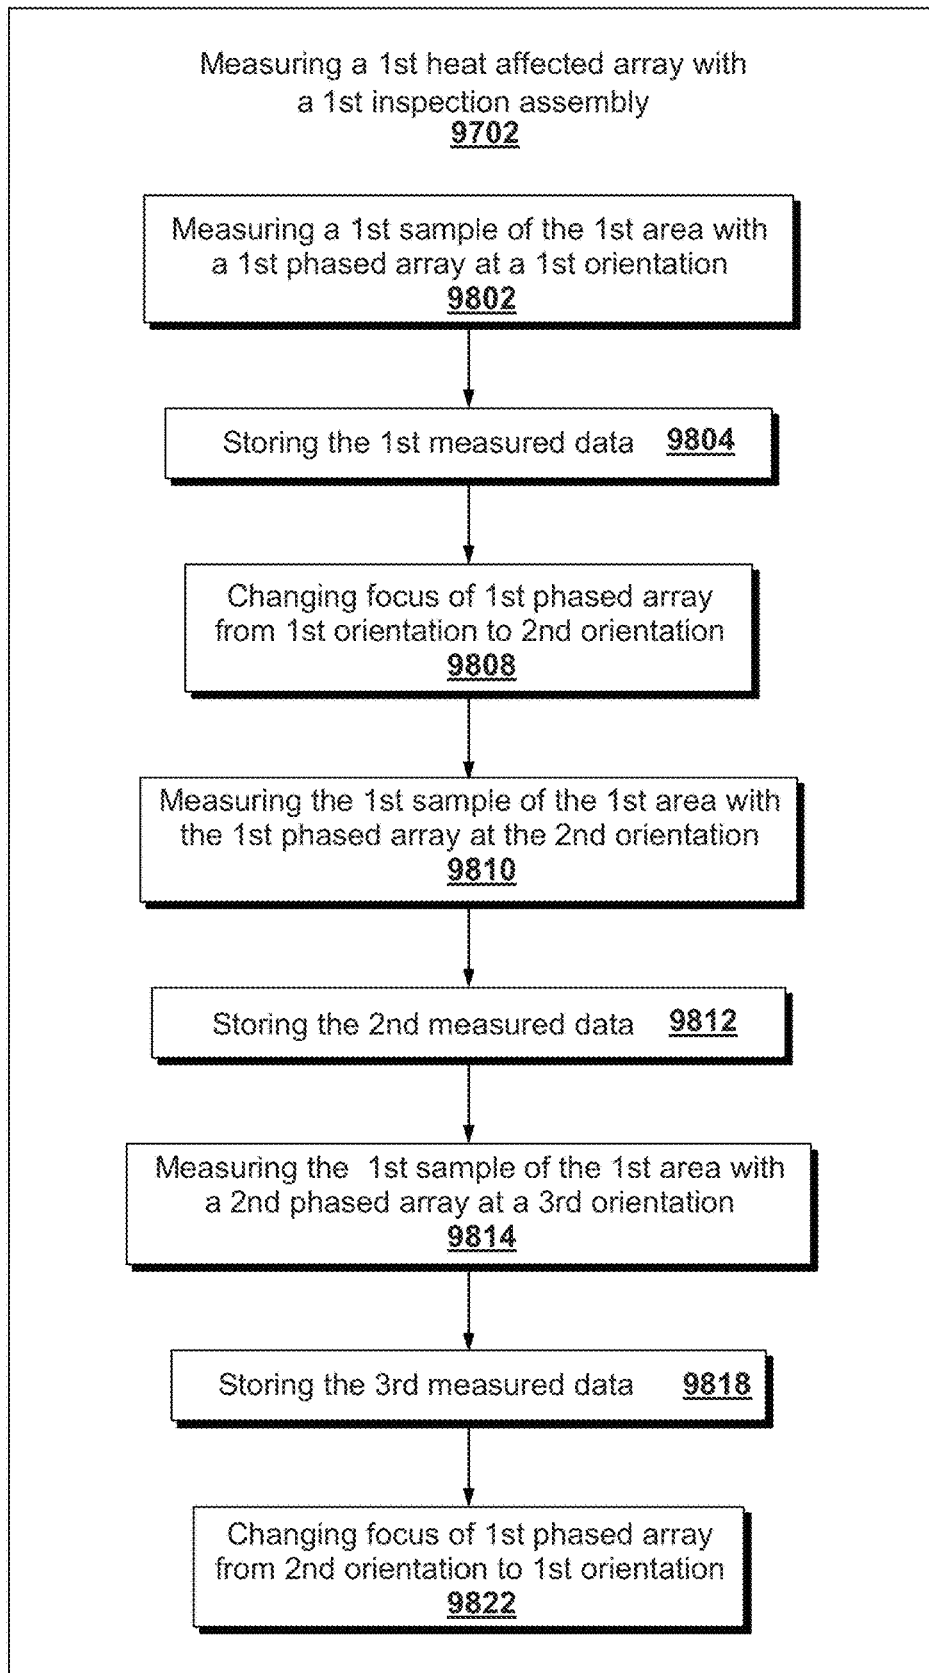 Measuring a 1st heat affected array with
a 1st inspection assembly
9702
Measuring a 1st sample of the 1st area with
a 1st phased array at a 1st orientation
9802
Storing the 1st measured data 9804
Changing focus of 1st phased array
from 1st orientation to 2nd orientation
9808
Measuring the 1st sample of the 1st area with
the 1st phased array at the 2nd orientation
9810
Storing the 2nd measured data 9812
Measuring the 1st sample of the 1st area with
a 2nd phased array at a 3rd orientation
9814
Storing the 3rd measured data 9818
Changing focus of 1st phased array
from 2nd orientation to 1st orientation
9822